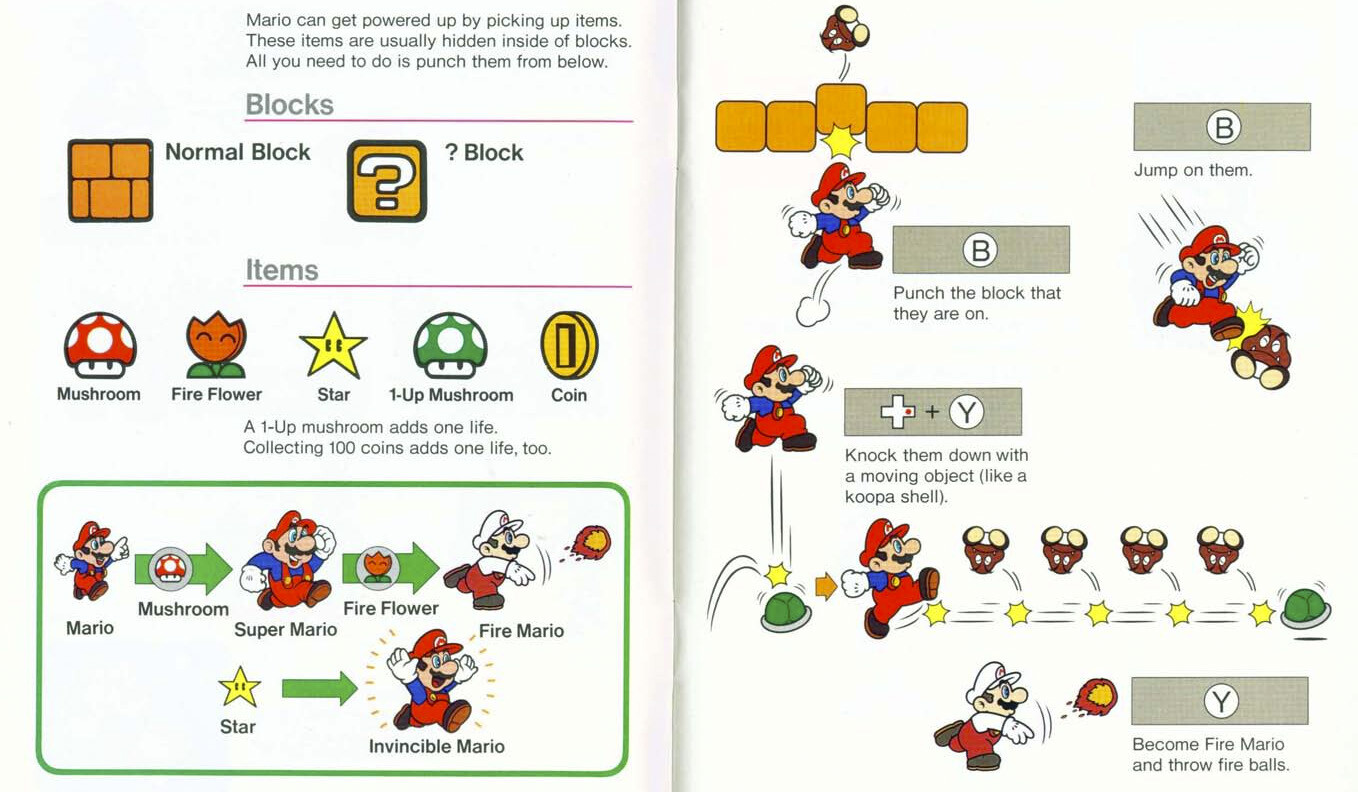 Mario can get powered up by picking up items.
These items are usually hidden inside of blocks.
All you need to do is punch them from below.
Blocks
Normal Block
? Block
?
Items
Mushroom
Fire Flower
Star
1-Up Mushroom
Coin
A 1-Up mushroom adds one life.
Collecting 100 coins adds one life, too.
Mario
Mushroom
Super Mario
Fire Flower
Fire Mario
Star
Invincible Mario
B
Punch the block that
they are on.
B
Jump on them.
+ Y
Knock them down with
a moving object (like a
koopa shell).
Y
Become Fire Mario
and throw fire balls.